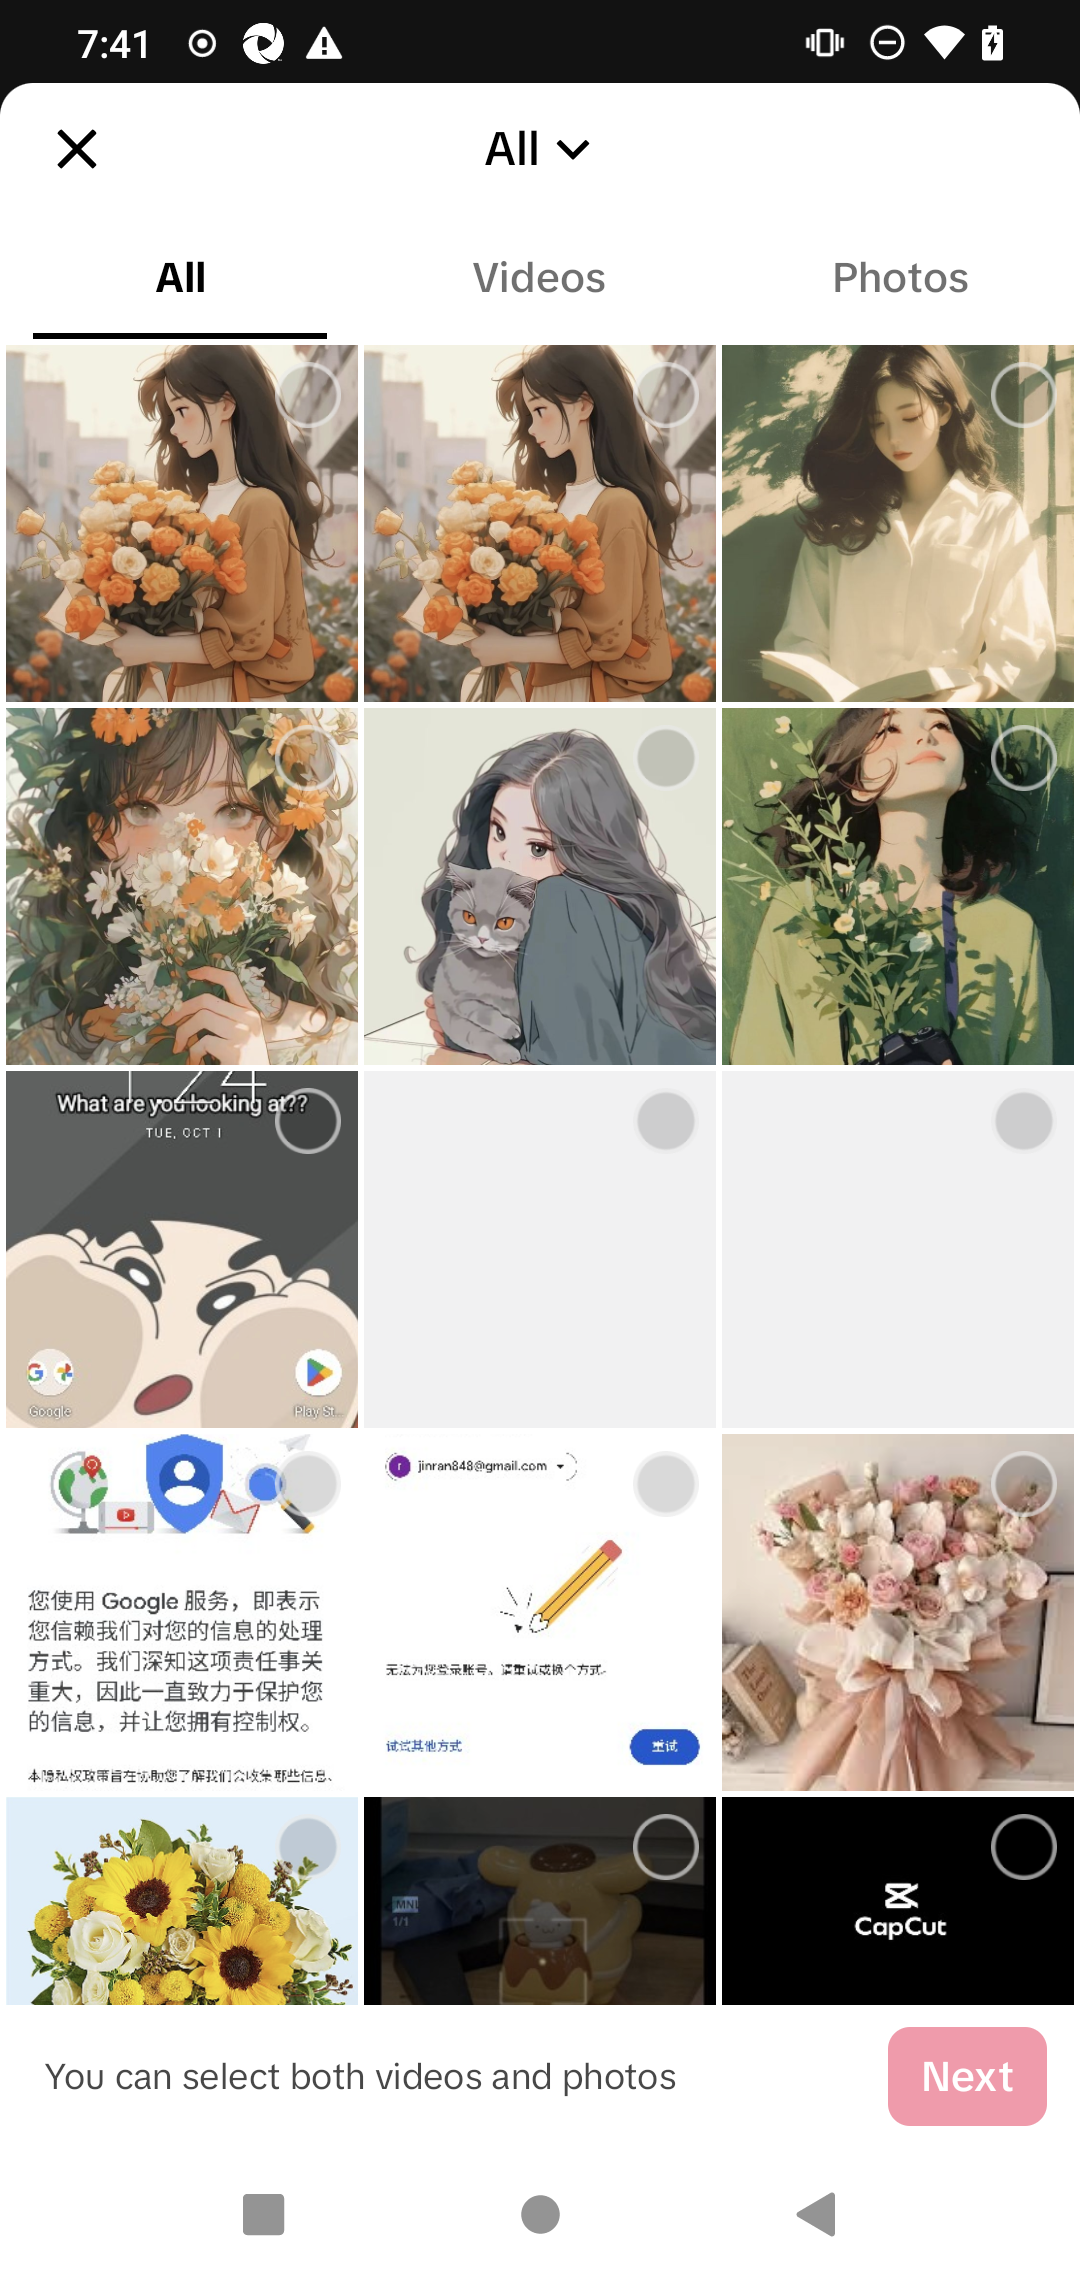 7:41
All
All
Videos
Photos
What are you looking at??
TUE, OCT 1
Google
Play St...
您使用 Google 服务，即表示
您信赖我们对您的信息的处理
方式。我们深知这项责任事关
重大，因此一直致力于保护您
的信息，并让您拥有控制权。
本隐私权政策旨在协助您了解我们会收集哪些信息、
r
jinran848@gmail.com
无法为您登录账号。请重试或换个方式。
试试其他方式
重试
MNL
1/1
CapCut
You can select both videos and photos
Next